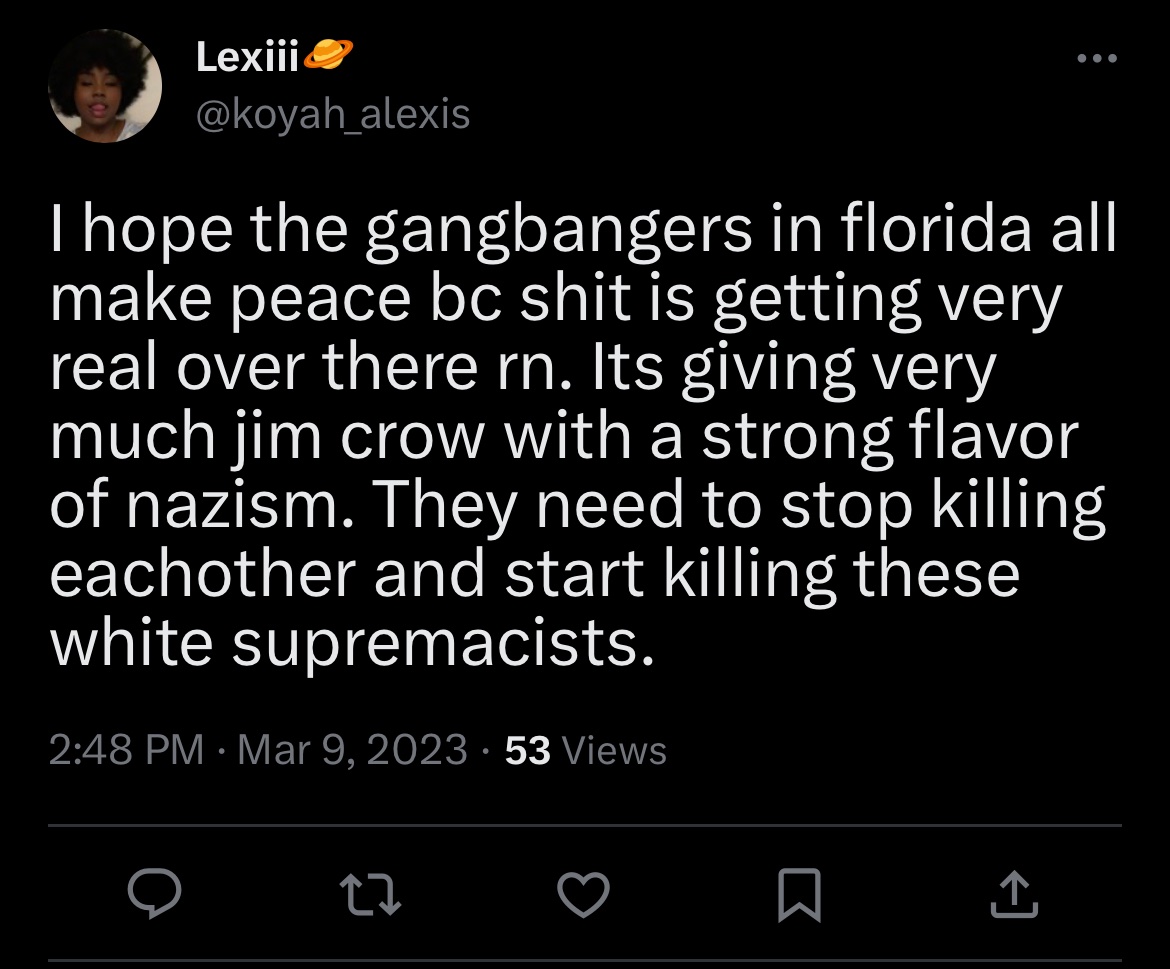 Lexiii🪐
@koyah_alexis
I hope the gangbangers in florida all
make peace bc shit is getting very
real over there rn. Its giving very
much jim crow with a strong flavor
of nazism. They need to stop killing
eachother and start killing these
white supremacists.
2:48 PM · Mar 9, 2023 · 53 Views